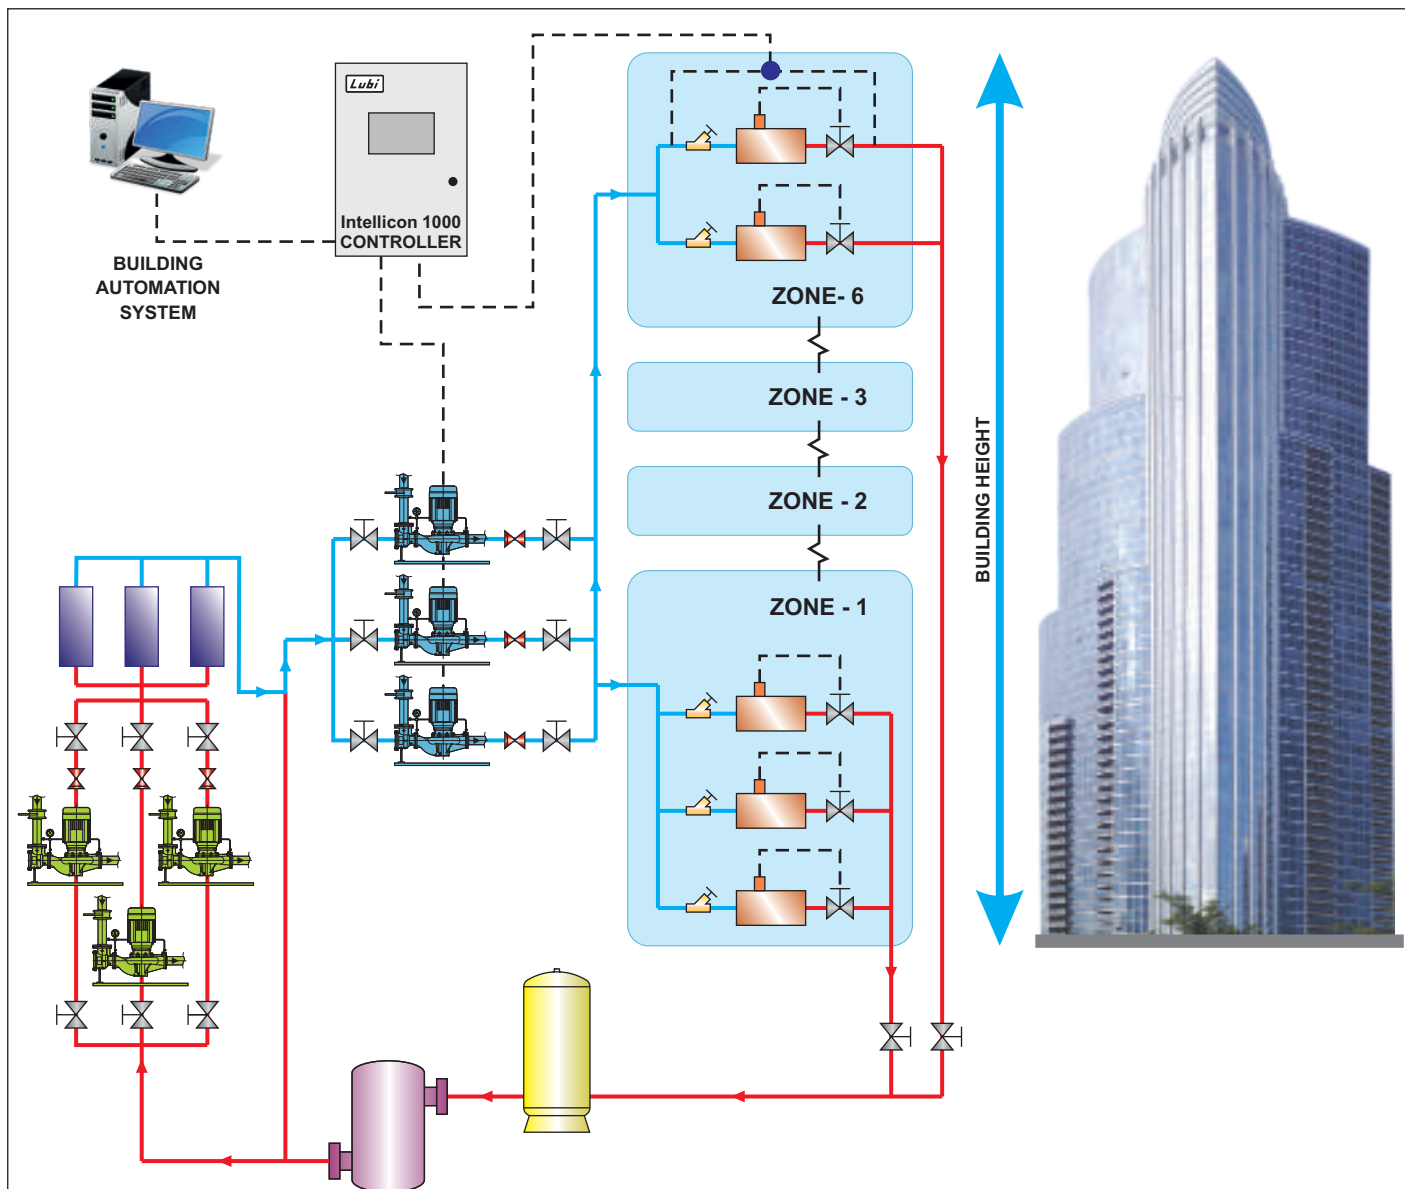 Lubi
Intellicon 1000
CONTROLLER
BUILDING
AUTOMATION
SYSTEM
ZONE- 6
ZONE - 3
ZONE - 2
ZONE - 1
BUILDING HEIGHT